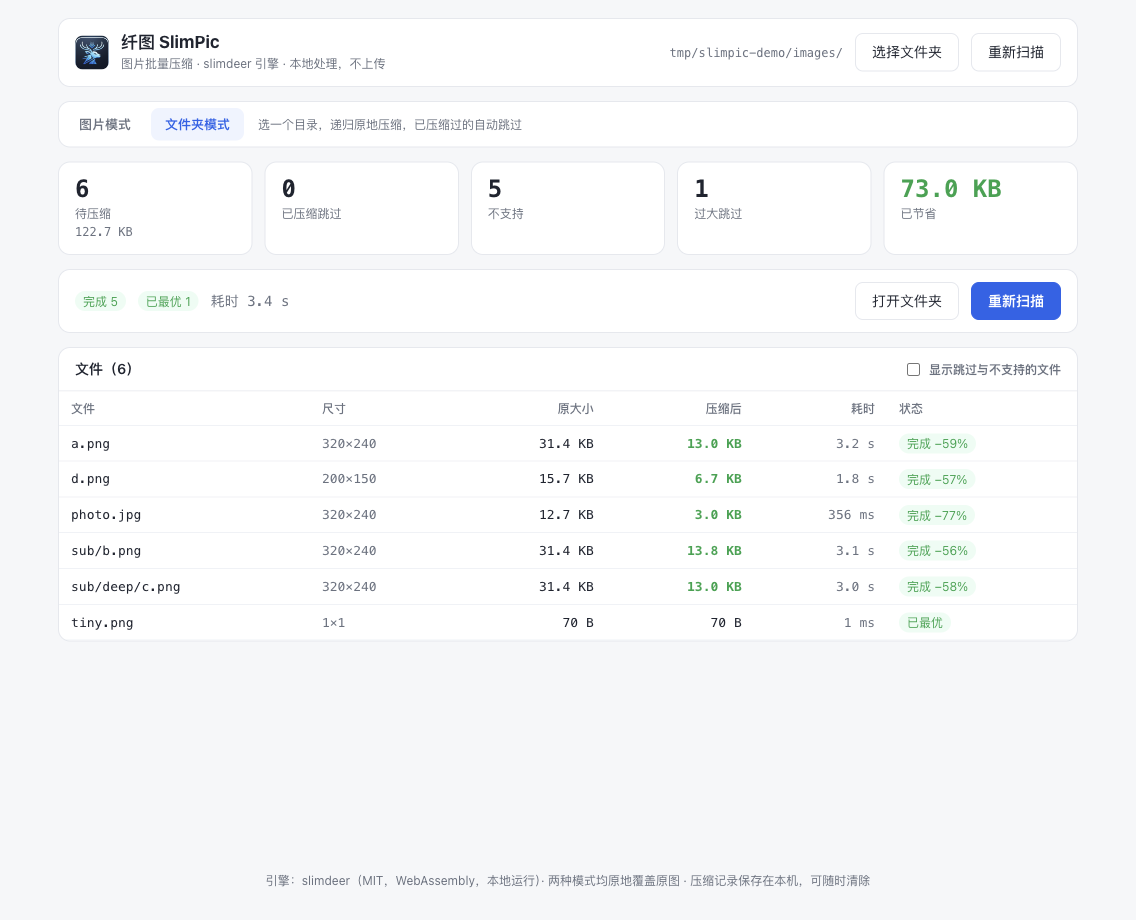 纤图 SlimPic
图片批量压缩 · slimdeer 引擎 · 本地处理，不上传
tmp/slimpic-demo/images/ 选择文件夹 重新扫描
图片模式 文件夹模式 选一个目录，递归原地压缩，已压缩过的自动跳过
6 0 5 1 73.0 KB
待压缩 已压缩跳过 不支持 过大跳过 已节省
122.7 KB
完成 5 已最优 1 耗时 3.4 s 打开文件夹 重新扫描
文件（6） 显示跳过与不支持的文件
文件 尺寸 原大小 压缩后 耗时 状态
a.png 320×240 31.4 KB 13.0 KB 3.2 s 完成 −59%
d.png 200×150 15.7 KB 6.7 KB 1.8 s 完成 −57%
photo.jpg 320×240 12.7 KB 3.0 KB 356 ms 完成 −77%
sub/b.png 320×240 31.4 KB 13.8 KB 3.1 s 完成 −56%
sub/deep/c.png 320×240 31.4 KB 13.0 KB 3.0 s 完成 −58%
tiny.png 1×1 70 B 70 B 1 ms 已最优
引擎：slimdeer（MIT，WebAssembly，本地运行）· 两种模式均原地覆盖原图 · 压缩记录保存在本机，可随时清除